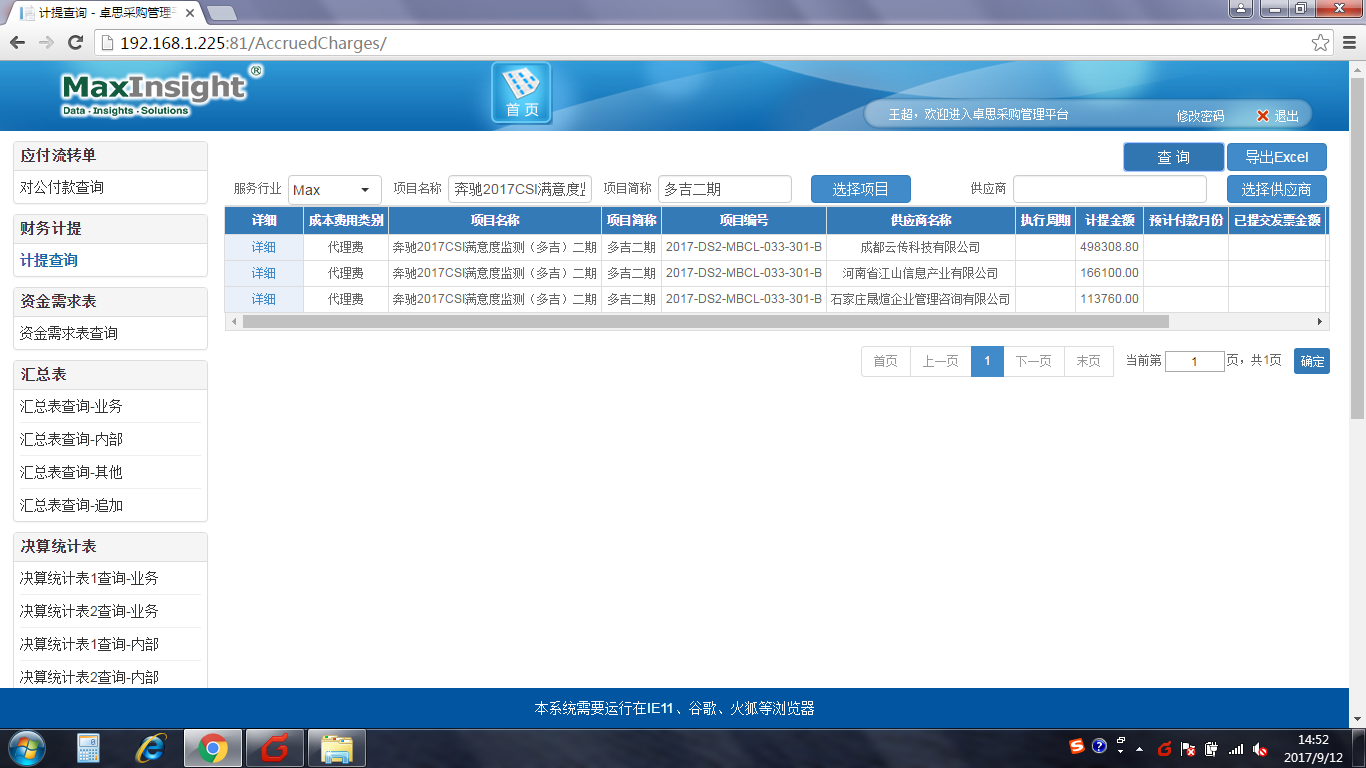 计提查询 - 卓思采购管理平
192.168.1.225:81/AccruedCharges/
MaxInsight®
Data · Insights · Solutions
首 页
王超，欢迎进入卓思采购管理平台
修改密码
退出
应付流转单
对公付款查询
财务计提
计提查询
资金需求表
资金需求表查询
汇总表
汇总表查询-业务
汇总表查询-内部
汇总表查询-其他
汇总表查询-追加
决算统计表
决算统计表1查询-业务
决算统计表2查询-业务
决算统计表1查询-内部
决算统计表2查询-内部
查 询 导出Excel
服务行业 Max 项目名称 奔驰2017CSI满意度 项目简称 多吉二期 选择项目 供应商 选择供应商
详细 成本费用类别 项目名称 项目简称 项目编号 供应商名称 执行周期 计提金额 预计付款月份 已提交发票金额
详细 代理费 奔驰2017CSI满意度监测（多吉）二期 多吉二期 2017-DS2-MBCL-033-301-B 成都云传科技有限公司 498308.80
详细 代理费 奔驰2017CSI满意度监测（多吉）二期 多吉二期 2017-DS2-MBCL-033-301-B 河南省江山信息产业有限公司 166100.00
详细 代理费 奔驰2017CSI满意度监测（多吉）二期 多吉二期 2017-DS2-MBCL-033-301-B 石家庄晟煊企业管理咨询有限公司 113760.00
首页 上一页 1 下一页 末页 当前第 1 页，共1页 确定
本系统需要运行在IE11、谷歌、火狐等浏览器
14:52
2017/9/12